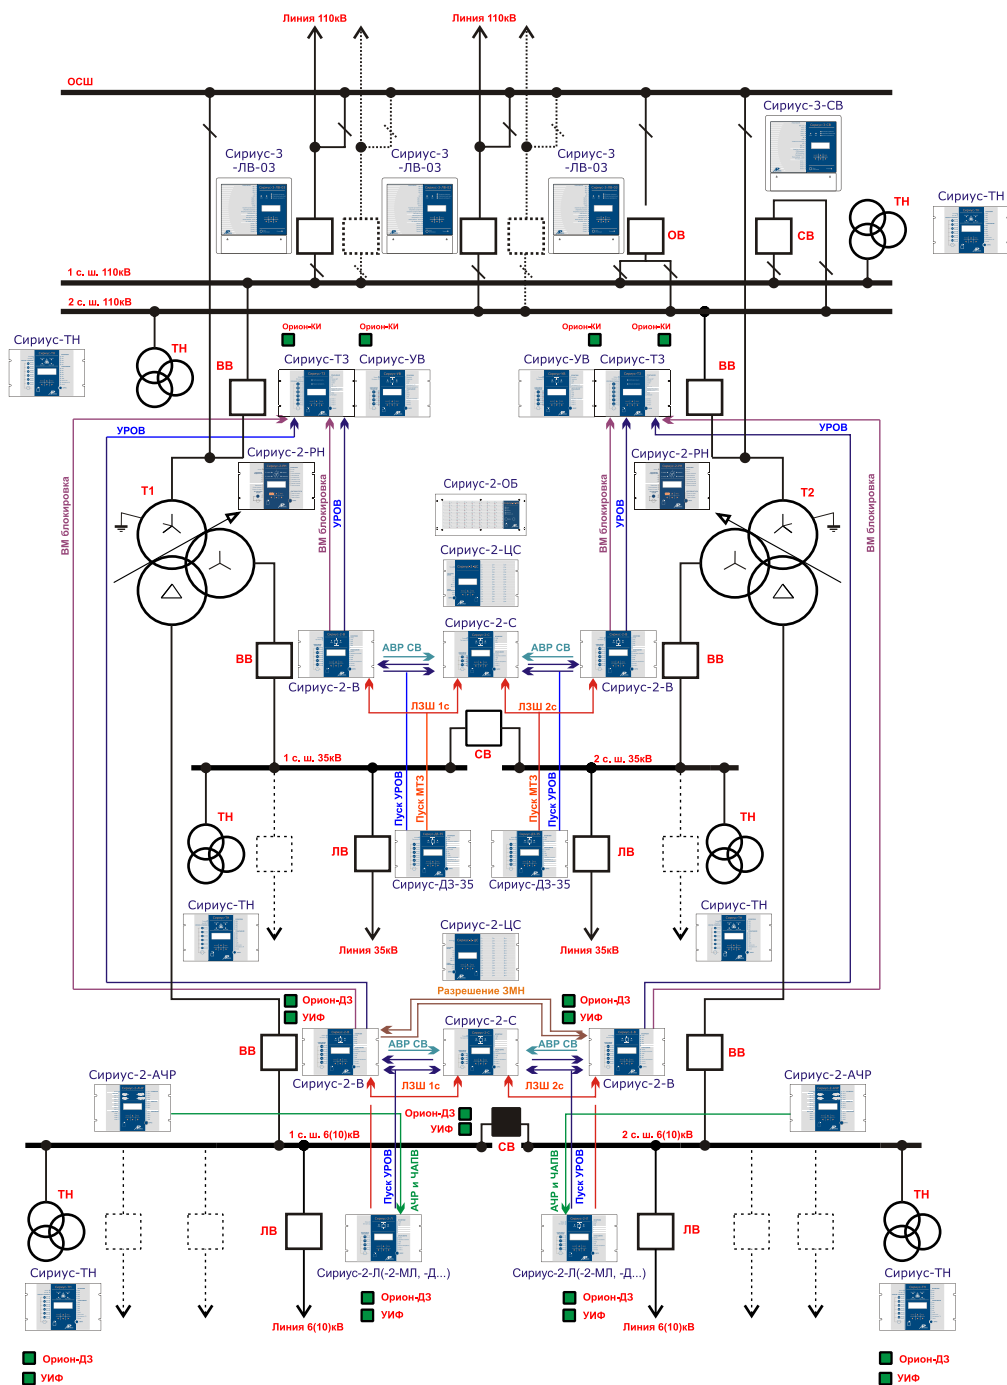 Линия 110кВ
Линия 110кВ
ОСШ
Сириус-3-СВ
Сириус-3
-ЛВ-03
Сириус-3
-ЛВ-03
Сириус-3
-ЛВ-03
ТН
Сириус-ТН
ОВ
СВ
1 с. ш. 110кВ
2 с. ш. 110кВ
Орион-КИ
Орион-КИ
Орион-КИ
Орион-КИ
Сириус-ТН
ТН
ВВ
Сириус-Т3
Сириус-УВ
Сириус-УВ
Сириус-Т3
ВВ
УРОВ
УРОВ
Сириус-2-РН
Сириус-2-РН
Т1
Т2
ВМ блокировка
ВМ блокировка
УРОВ
ВМ блокировка
УРОВ
ВМ блокировка
Сириус-2-ОБ
Сириус-2-ЦС
Сириус-2-С
АВР СВ
АВР СВ
ВВ
ВВ
Сириус-2-В
Сириус-2-В
ЛЗШ 1с
ЛЗШ 2с
СВ
1 с. ш. 35кВ
2 с. ш. 35кВ
Пуск УРОВ
Пуск МТЗ
Пуск МТЗ
Пуск УРОВ
ТН
ТН
ЛВ
ЛВ
Сириус-ДЗ-35
Сириус-ДЗ-35
Сириус-ТН
Сириус-ТН
Сириус-2-ЦС
Линия 35кВ
Линия 35кВ
Разрешение ЗМН
Орион-ДЗ
УИФ
Орион-ДЗ
УИФ
Сириус-2-С
АВР СВ
АВР СВ
ВВ
ВВ
Сириус-2-В
Сириус-2-В
ЛЗШ 1с
ЛЗШ 2с
Сириус-2-АЧР
Сириус-2-АЧР
Орион-ДЗ
УИФ
СВ
1 с. ш. 6(10)кВ
2 с. ш. 6(10)кВ
Пуск УРОВ
АЧР и ЧАПВ
АЧР и ЧАПВ
Пуск УРОВ
ТН
ТН
ЛВ
ЛВ
Сириус-ТН
Сириус-2-Л(-2-МЛ, -Д...)
Сириус-2-Л(-2-МЛ, -Д...)
Сириус-ТН
Орион-ДЗ
УИФ
Орион-ДЗ
УИФ
Линия 6(10)кВ
Линия 6(10)кВ
Орион-ДЗ
УИФ
Орион-ДЗ
УИФ